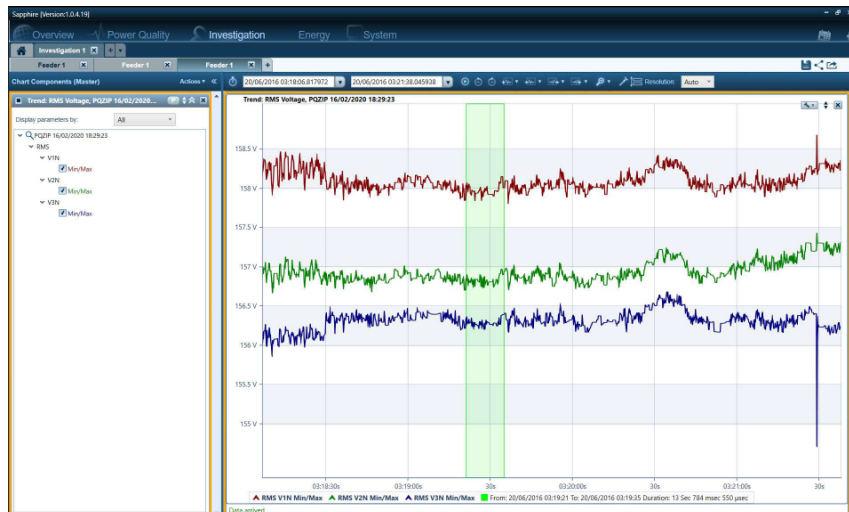 Sapphire [Version:1.0.4.19]
Overview Power Quality Investigation Energy System
Investigation 1
Feeder 1 Feeder 1 Feeder 1
Chart Components (Master) Actions 20/06/2016 03:18:06.817972 20/06/2016 03:21:38.045938 Resolution Auto
Trend: RMS Voltage, PQZIP 16/02/2020...
Display parameters by: All
PQZIP 16/02/2020 18:29:23
RMS
V1N
Min/Max
V2N
Min/Max
V3N
Min/Max
Trend: RMS Voltage, PQZIP 16/02/2020 18:29:23
158.5 V
158 V
157.5 V
157 V
156.5 V
156 V
155.5 V
155 V
03:18:30s 03:19:00s 30s 03:20:00s 30s 03:21:00s 30s
RMS V1N Min/Max RMS V2N Min/Max RMS V3N Min/Max From: 20/06/2016 03:19:21 To: 20/06/2016 03:19:35 Duration: 13 Sec 784 msec 550 µsec
Data arrived